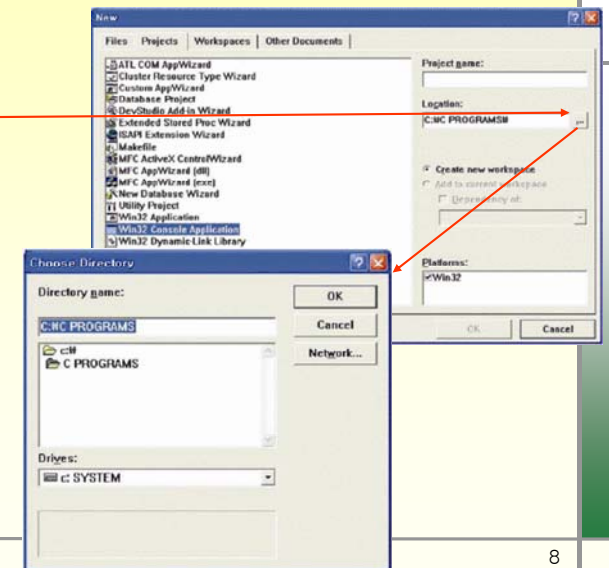 New
Files Projects Workspaces Other Documents
ATL COM AppWizard
Cluster Resource Type Wizard
Custom AppWizard
Database Project
DevStudio Add-in Wizard
Extended Stored Proc Wizard
ISAPI Extension Wizard
Makefile
MFC ActiveX ControlWizard
MFC AppWizard (dll)
MFC AppWizard (exe)
New Database Wizard
Utility Project
Win32 Application
Win32 Console Application
Win32 Dynamic-Link Library
Project name:
Location:
C:₩C PROGRAMS₩
...
Create new workspace
Add to current workspace
Dependency of:
Platforms:
Win32
OK Cancel
Choose Directory
Directory name:
C:₩C PROGRAMS
c:₩
C PROGRAMS
Drives:
c: SYSTEM
OK
Cancel
Network...
8